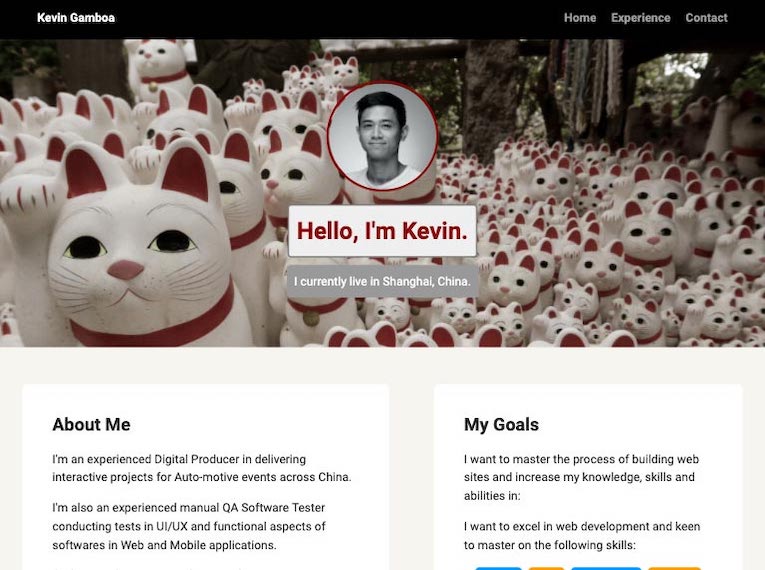 Kevin Gamboa
Home Experience Contact
Hello, I'm Kevin.
I currently live in Shanghai, China.
About Me
I'm an experienced Digital Producer in delivering
interactive projects for Auto-motive events across China.
I'm also an experienced manual QA Software Tester
conducting tests in UI/UX and functional aspects of
softwares in Web and Mobile applications.
My Goals
I want to master the process of building web
sites and increase my knowledge, skills and
abilities in:
I want to excel in web development and keen
to master on the following skills: